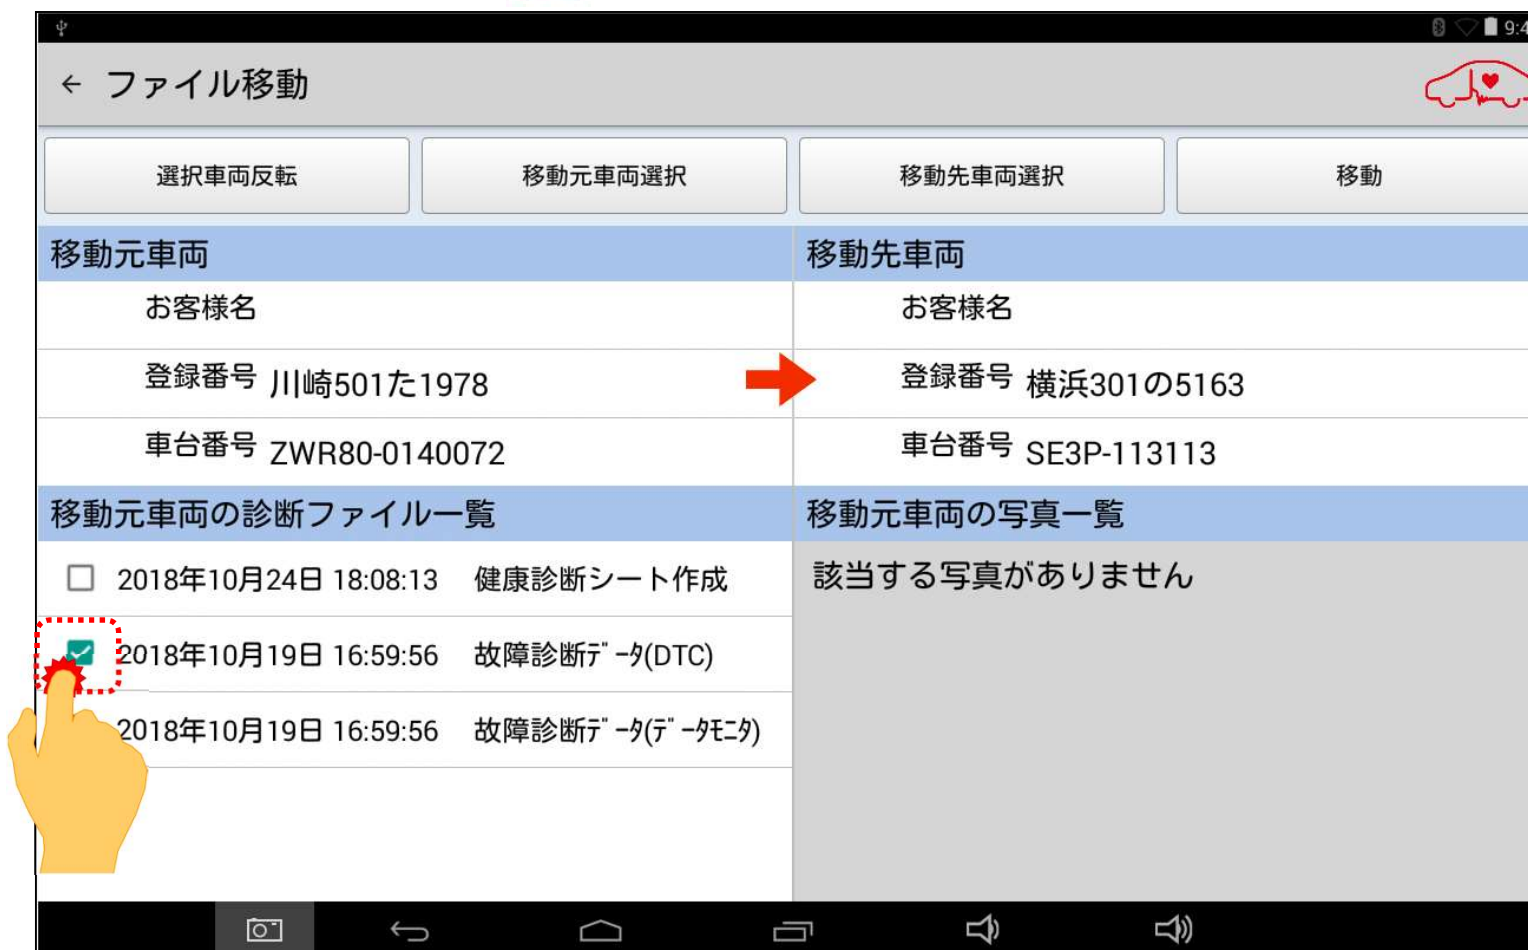 9:4
ファイル移動
選択車両反転
移動元車両選択
移動先車両選択
移動
移動元車両
移動先車両
お客様名
お客様名
登録番号 川崎501た1978
登録番号 横浜301の5163
車台番号 ZWR80-0140072
車台番号 SE3P-113113
移動元車両の診断ファイル一覧
移動元車両の写真一覧
2018年10月24日 18:08:13 健康診断シート作成
該当する写真がありません
2018年10月19日 16:59:56 故障診断ﾃﾞｰﾀ(DTC)
2018年10月19日 16:59:56 故障診断ﾃﾞｰﾀ(ﾃﾞｰﾀﾓﾆﾀ)